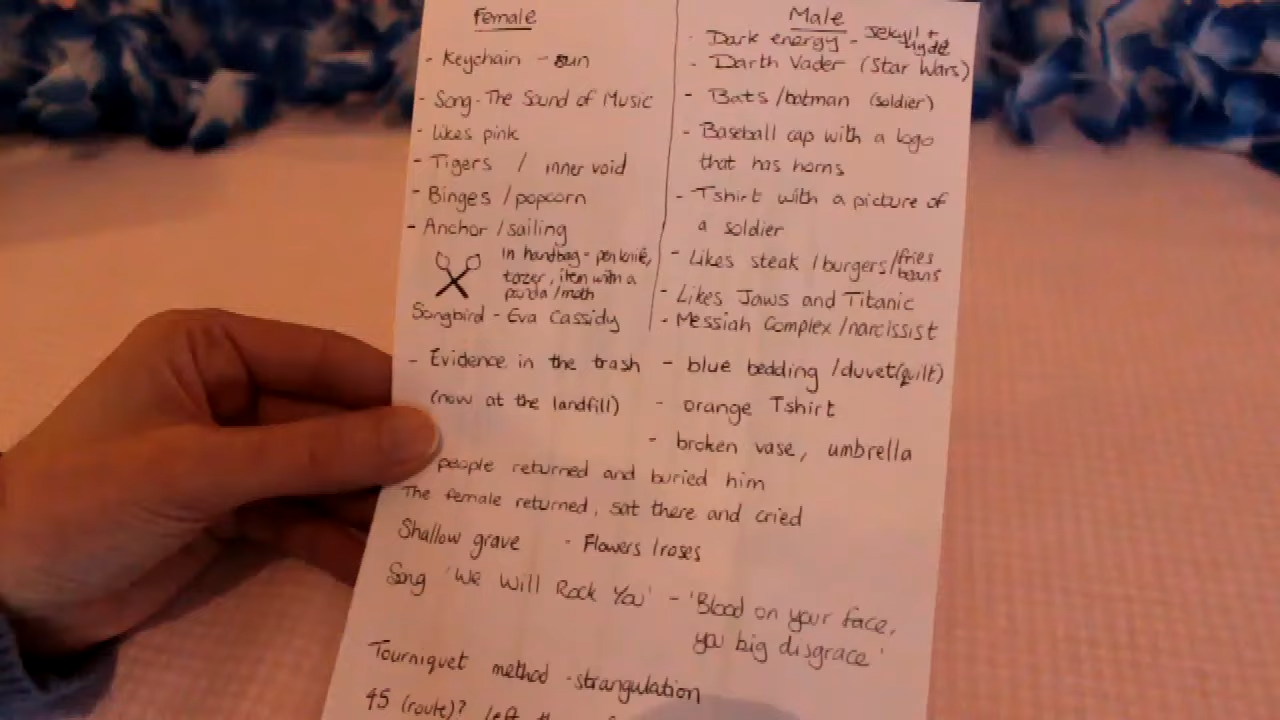 Female
- Keychain - sun
- Song - The Sound of Music
- likes pink
- Tigers / inner void
- Binges / popcorn
- Anchor / sailing
in handbag - penknife,
tazer, item with a
panda / moth
Songbird - Eva Cassidy
Male
- Dark energy - Jekyll + Hyde
- Darth Vader (Star Wars)
- Bats / batman (soldier)
- Baseball cap with a logo
that has horns
- Tshirt with a picture of
a soldier
- Likes steak / burgers / fries
beans
- Likes Jaws and Titanic
- Messiah Complex / narcissist
- Evidence in the trash - blue bedding / duvet (quilt)
(now at the landfill) - orange Tshirt
- broken vase, umbrella
people returned and buried him
The female returned, sat there and cried
Shallow grave - Flowers / roses
Song 'We Will Rock You' - 'Blood on your face,
you big disgrace'
Tourniquet method - strangulation
45 (route)? left